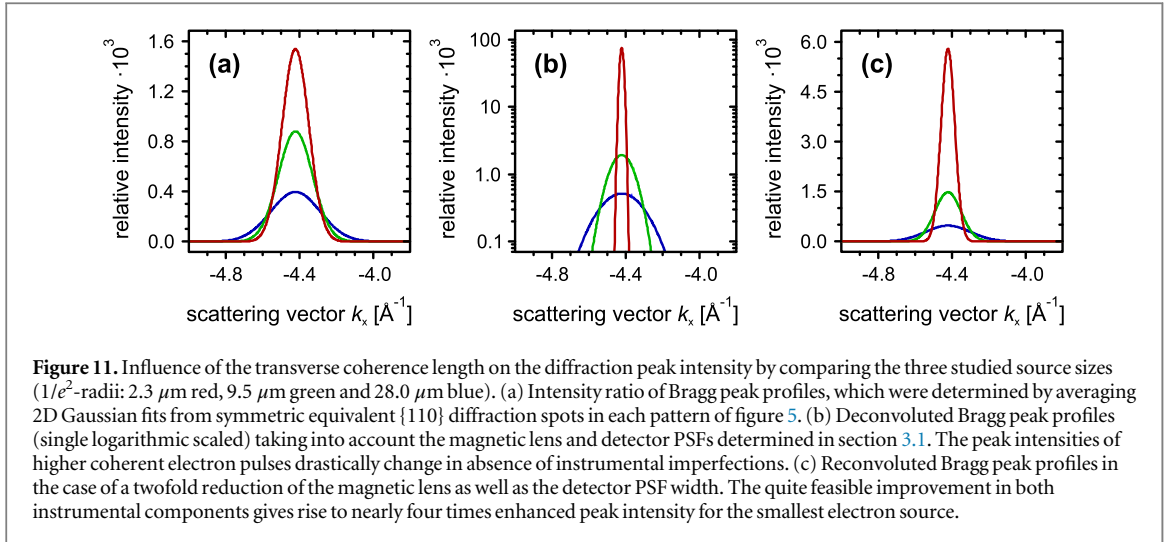 (a)
relative intensity ·10³
1.6
1.2
0.8
0.4
0.0
-4.8 -4.4 -4.0
scattering vector kₓ [Å⁻¹]
(b)
relative intensity ·10³
100
10
1.0
0.1
-4.8 -4.4 -4.0
scattering vector kₓ [Å⁻¹]
(c)
relative intensity ·10³
6.0
4.5
3.0
1.5
0.0
-4.8 -4.4 -4.0
scattering vector kₓ [Å⁻¹]
Figure 11. Influence of the transverse coherence length on the diffraction peak intensity by comparing the three studied source sizes
(1/e²-radii: 2.3 μm red, 9.5 μm green and 28.0 μm blue). (a) Intensity ratio of Bragg peak profiles, which were determined by averaging
2D Gaussian fits from symmetric equivalent {110} diffraction spots in each pattern of figure 5. (b) Deconvoluted Bragg peak profiles
(single logarithmic scaled) taking into account the magnetic lens and detector PSFs determined in section 3.1. The peak intensities of
higher coherent electron pulses drastically change in absence of instrumental imperfections. (c) Reconvoluted Bragg peak profiles in
the case of a twofold reduction of the magnetic lens as well as the detector PSF width. The quite feasible improvement in both
instrumental components gives rise to nearly four times enhanced peak intensity for the smallest electron source.